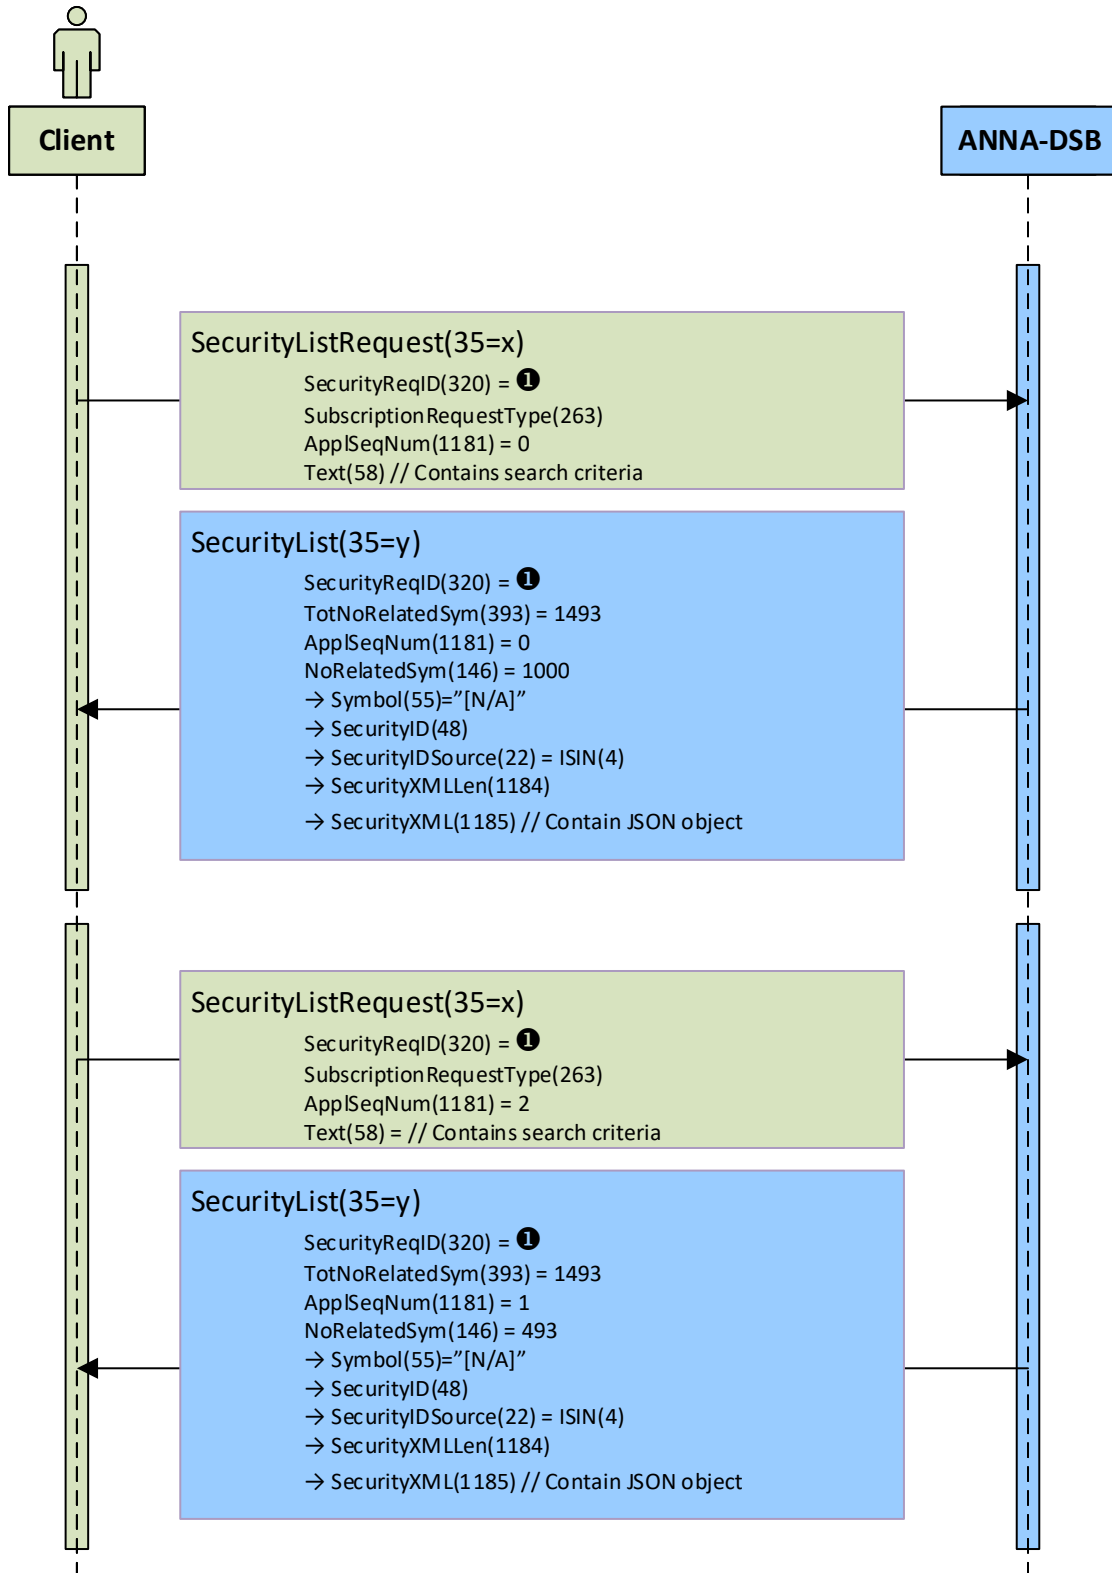 Client
ANNA-DSB
SecurityListRequest(35=x)
SecurityReqID(320) = ❶
SubscriptionRequestType(263)
ApplSeqNum(1181) = 0
Text(58) // Contains search criteria
SecurityList(35=y)
SecurityReqID(320) = ❶
TotNoRelatedSym(393) = 1493
ApplSeqNum(1181) = 0
NoRelatedSym(146) = 1000
→ Symbol(55)=”[N/A]”
→ SecurityID(48)
→ SecurityIDSource(22) = ISIN(4)
→ SecurityXMLLen(1184)
→ SecurityXML(1185) // Contain JSON object
SecurityListRequest(35=x)
SecurityReqID(320) = ❶
SubscriptionRequestType(263)
ApplSeqNum(1181) = 2
Text(58) = // Contains search criteria
SecurityList(35=y)
SecurityReqID(320) = ❶
TotNoRelatedSym(393) = 1493
ApplSeqNum(1181) = 1
NoRelatedSym(146) = 493
→ Symbol(55)=”[N/A]”
→ SecurityID(48)
→ SecurityIDSource(22) = ISIN(4)
→ SecurityXMLLen(1184)
→ SecurityXML(1185) // Contain JSON object